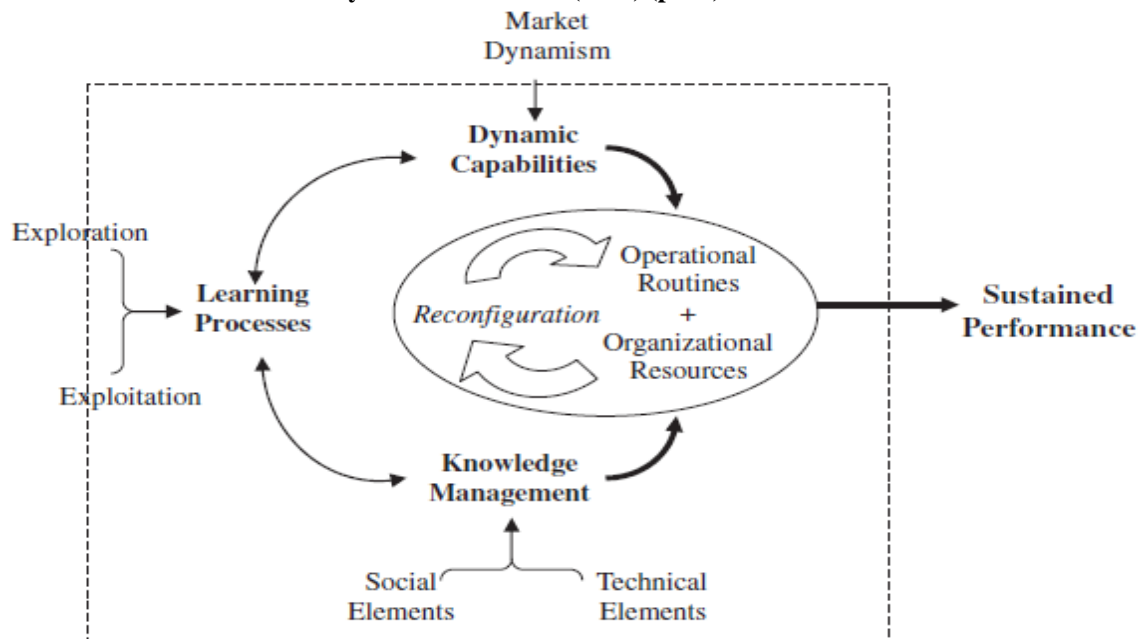 Market
Dynamism
Dynamic
Capabilities
Exploration
Learning
Processes
Exploitation
Reconfiguration
Operational
Routines
+
Organizational
Resources
Sustained
Performance
Knowledge
Management
Social
Elements
Technical
Elements